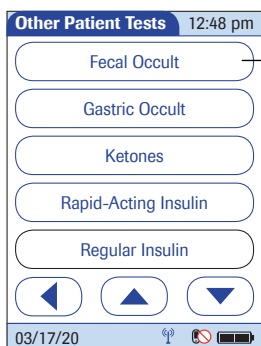 Other Patient Tests 12:48 pm
Fecal Occult
Gastric Occult
Ketones
Rapid-Acting Insulin
Regular Insulin
03/17/20